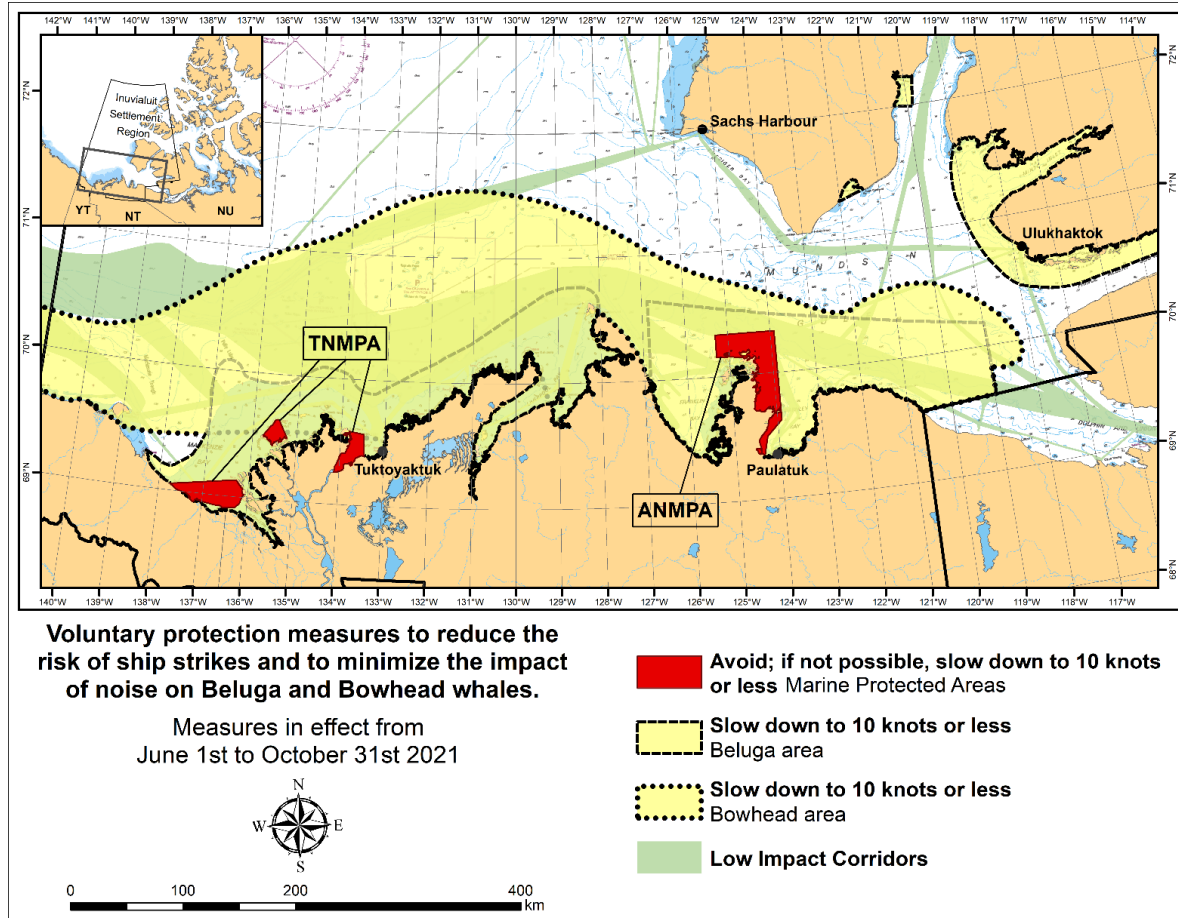 142°W 141°W 140°W 139°W 138°W 137°W 136°W 135°W 134°W 133°W 132°W 131°W 130°W 129°W 128°W 127°W 126°W 125°W 124°W 123°W 122°W 121°W 120°W 119°W 118°W 117°W 116°W 115°W 114°W
72°N
72°N
Inuvialuit
Settlement
Region
YT NT NU
Sachs Harbour
71°N
71°N
Ulukhaktok
AMUNDSEN
70°N
70°N
TNMPA
69°N
69°N
DOLPHIN
Tuktoyaktuk
Paulatuk
ANMPA
68°N
140°W 139°W 138°W 137°W 136°W 135°W 134°W 133°W 132°W 131°W 130°W 129°W 128°W 127°W 126°W 125°W 124°W 123°W 122°W 121°W 120°W 119°W 118°W 117°W
Voluntary protection measures to reduce the
risk of ship strikes and to minimize the impact
of noise on Beluga and Bowhead whales.
Measures in effect from
June 1st to October 31st 2021
N
W E
S
0 100 200 400
km
Avoid; if not possible, slow down to 10 knots
or less Marine Protected Areas
Slow down to 10 knots or less
Beluga area
Slow down to 10 knots or less
Bowhead area
Low Impact Corridors